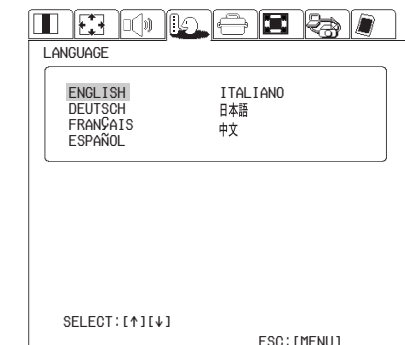 LANGUAGE
ENGLISH
DEUTSCH
FRANÇAIS
ESPAÑOL
ITALIANO
日本語
中文
SELECT:[↑][↓]
ESC:[MENU]